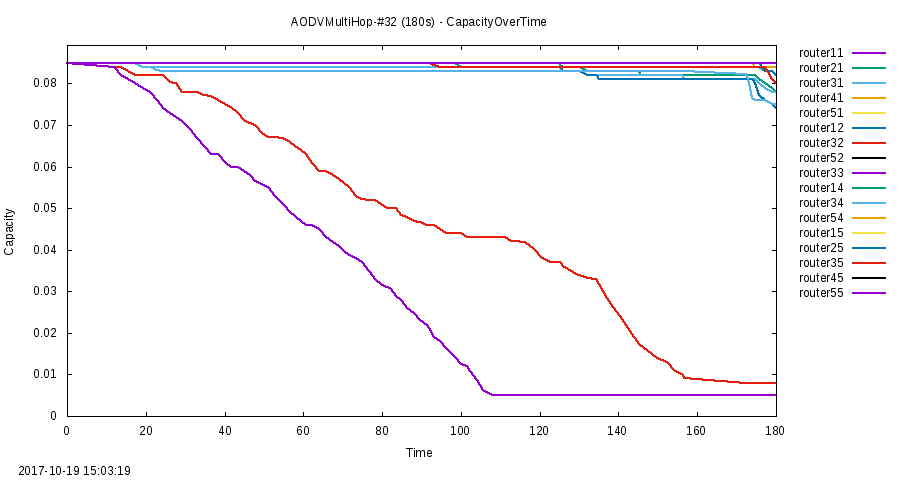 AODVMultiHop-#32 (180s) - CapacityOverTime
router11
router21
router31
router41
router51
router12
router32
router52
router33
router14
router34
router54
router15
router25
router35
router45
router55
0.08
0.07
0.06
0.05
0.04
0.03
0.02
0.01
0
Capacity
0 20 40 60 80 100 120 140 160 180
Time
2017-10-19 15:03:19